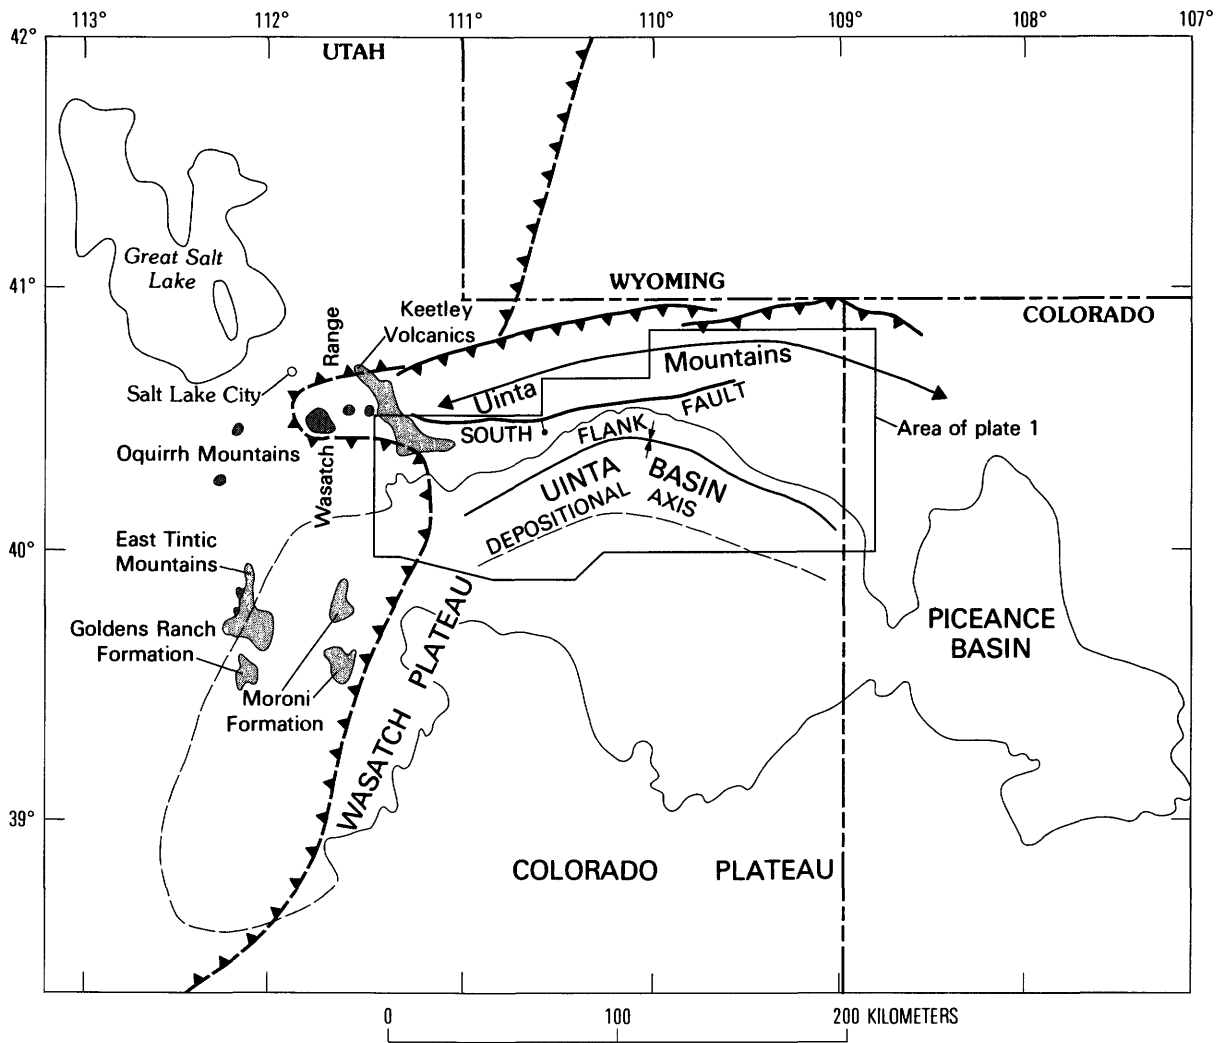 113° 112° 111° 110° 109° 108° 107°
42°
UTAH
Great Salt
Lake
41°
WYOMING
COLORADO
Keetley
Volcanics
Range
Salt Lake City
Uinta Mountains
SOUTH FLANK FAULT
Area of plate 1
Oquirrh Mountains
Wasatch
UINTA BASIN
DEPOSITIONAL AXIS
40°
East Tintic
Mountains
Goldens Ranch
Formation
Moroni
Formation
WASATCH PLATEAU
PICEANCE
BASIN
39°
COLORADO PLATEAU
0 100 200 KILOMETERS